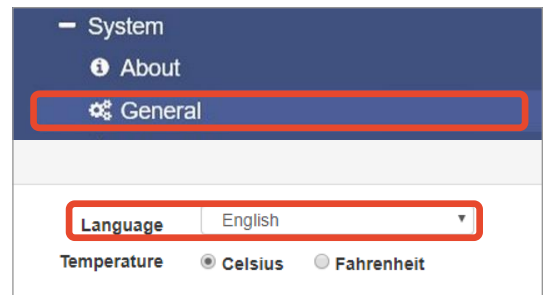 System
About
General
Language English
Temperature Celsius Fahrenheit